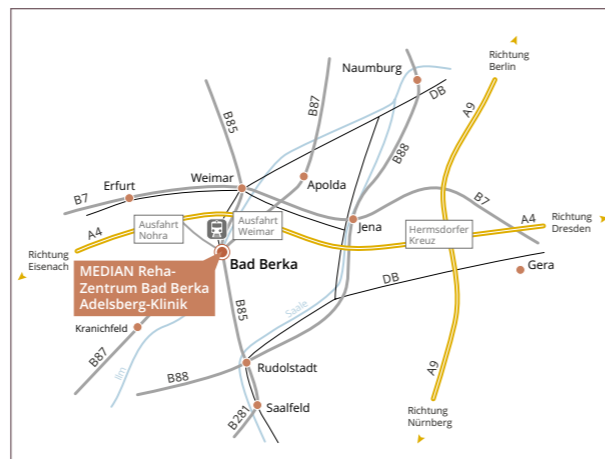 Richtung
Berlin
Naumburg
DB
A9
B87
B85
B88
Weimar
Erfurt
Apolda
B7
B7
Ausfahrt
Nohra
Ausfahrt
Weimar
Jena
Hermsdorfer
Kreuz
A4
Richtung
Dresden
A4
Richtung
Eisenach
Bad Berka
MEDIAN Reha-
Zentrum Bad Berka
Adelsberg-Klinik
Gera
DB
Saale
B85
Kranichfeld
B87
Ilm
B88
Rudolstadt
A9
Saalfeld
B281
Richtung
Nürnberg